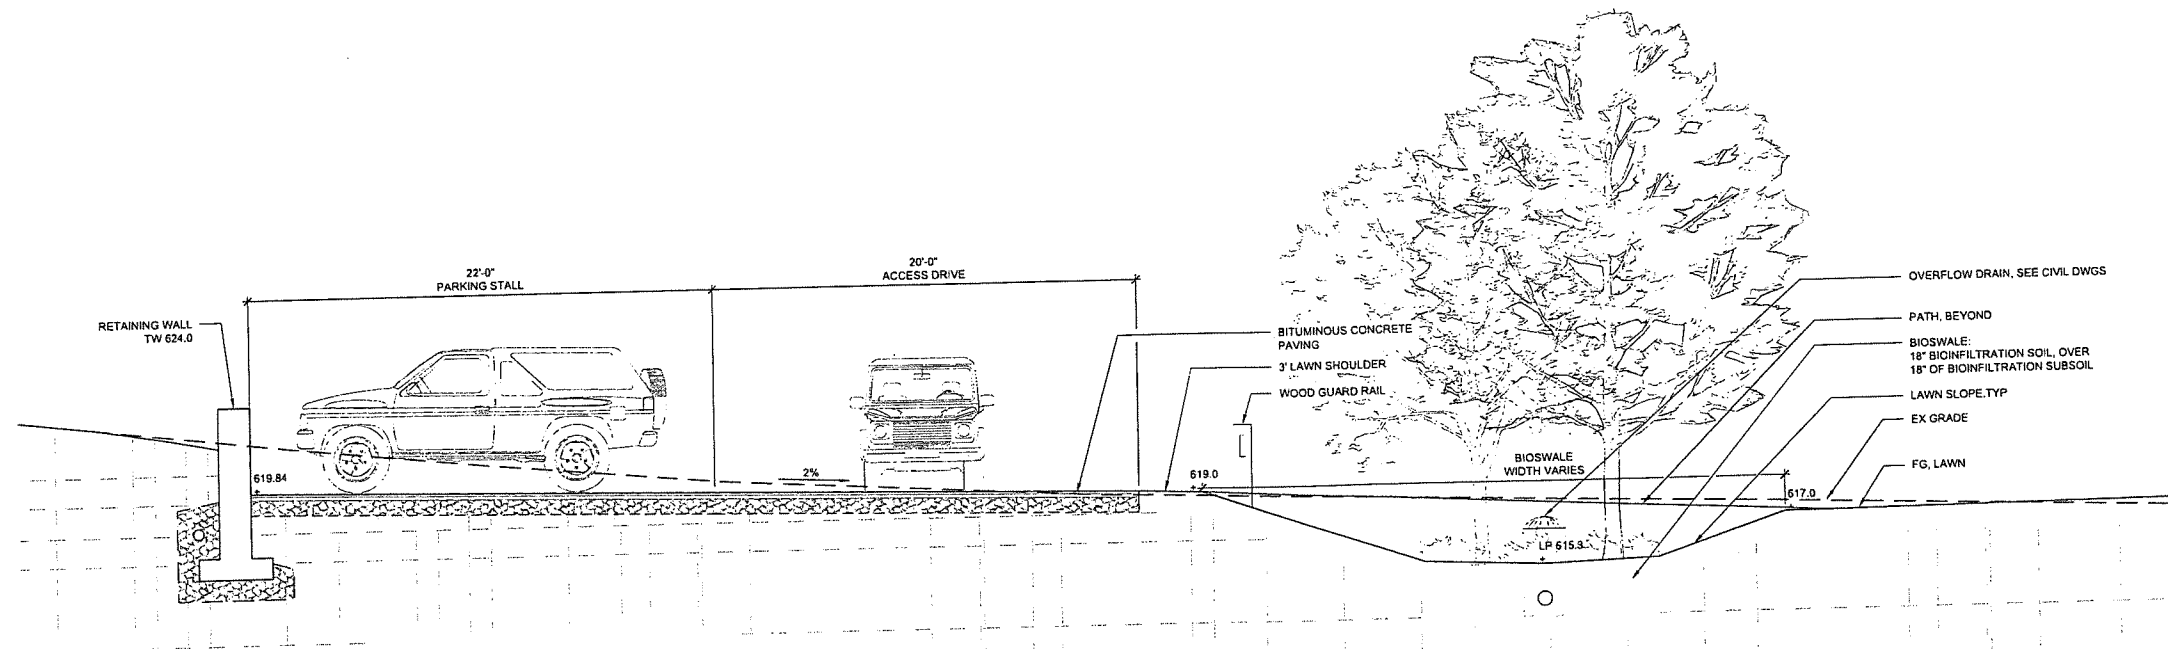 22'-0"
PARKING STALL
20'-0"
ACCESS DRIVE
RETAINING WALL
TW 624.0
619.84
2%
BITUMINOUS CONCRETE
PAVING
3' LAWN SHOULDER
WOOD GUARD RAIL
619.0
BIOSWALE
WIDTH VARIES
LP 615.3
617.0
OVERFLOW DRAIN, SEE CIVIL DWGS
PATH, BEYOND
BIOSWALE:
18" BIOINFILTRATION SOIL, OVER
18" OF BIOINFILTRATION SUBSOIL
LAWN SLOPE,TYP
EX GRADE
FG, LAWN